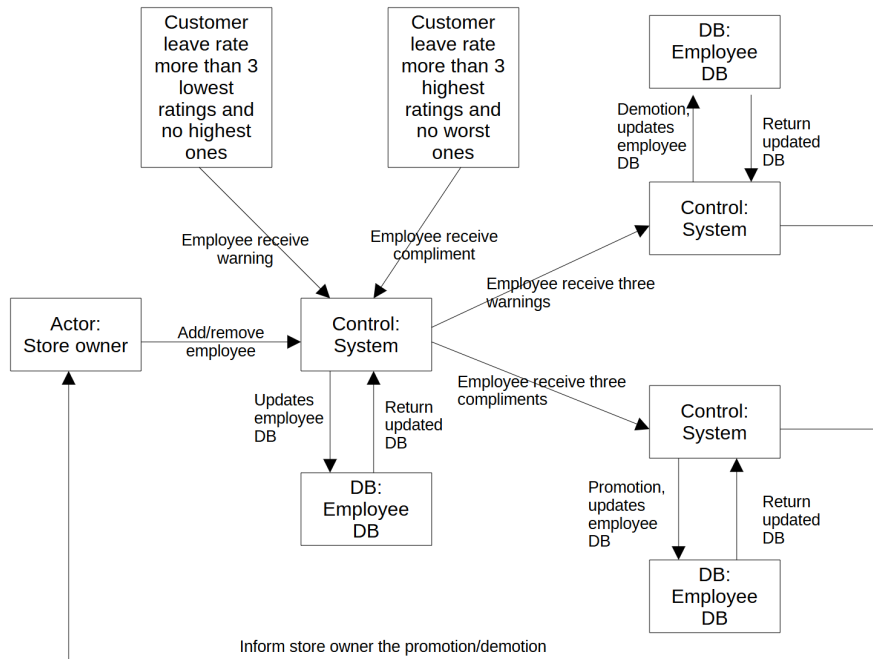 Customer
leave rate
more than 3
lowest
ratings and
no highest
ones
Customer
leave rate
more than 3
highest
ratings and
no worst
ones
DB:
Employee
DB
Demotion,
updates
employee
DB
Return
updated
DB
Control:
System
Employee receive
warning
Employee receive
compliment
Employee receive three
warnings
Actor:
Store owner
Add/remove
employee
Control:
System
Employee receive three
compliments
Control:
System
Updates
employee
DB
Return
updated
DB
DB:
Employee
DB
Promotion,
updates
employee
DB
Return
updated
DB
DB:
Employee
DB
Inform store owner the promotion/demotion